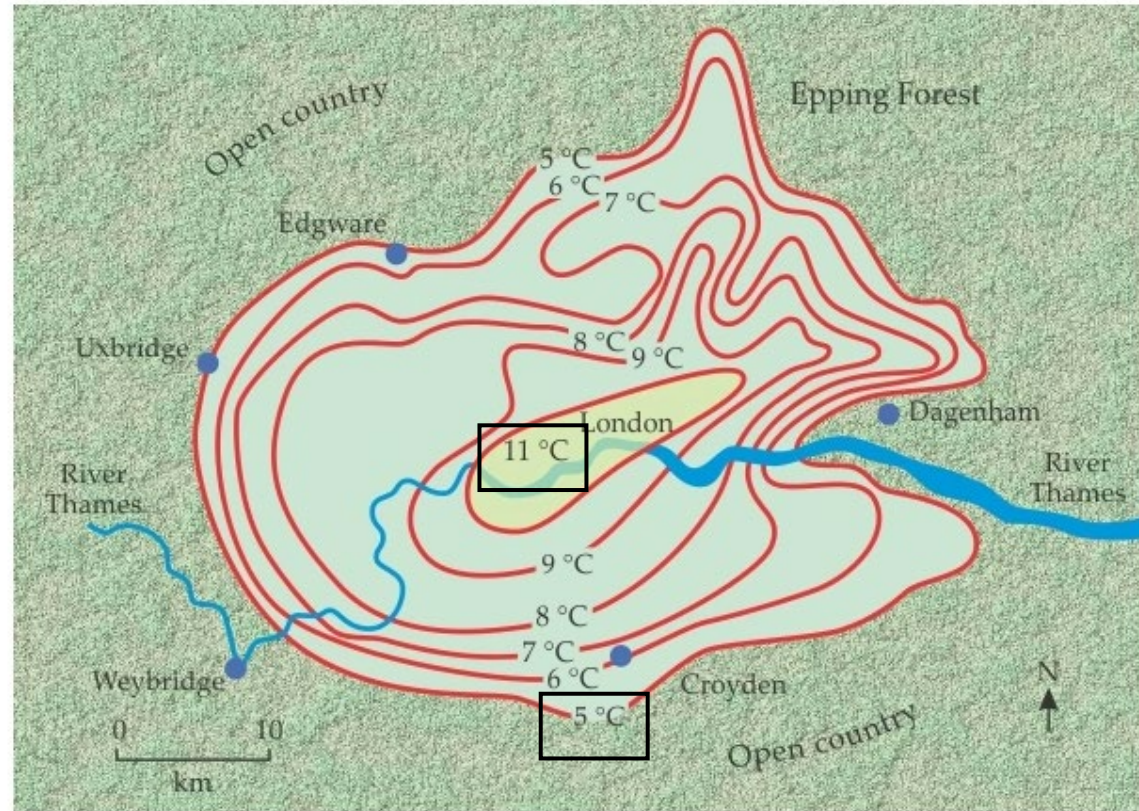 Epping Forest
Open country
5 °C
6 °C
7 °C
Edgware
8 °C
Uxbridge
9 °C
Dagenham
London
11 °C
River
Thames
River
Thames
9 °C
8 °C
7 °C
6 °C
Weybridge
Croyden
N
5 °C
0 10
km
Open country